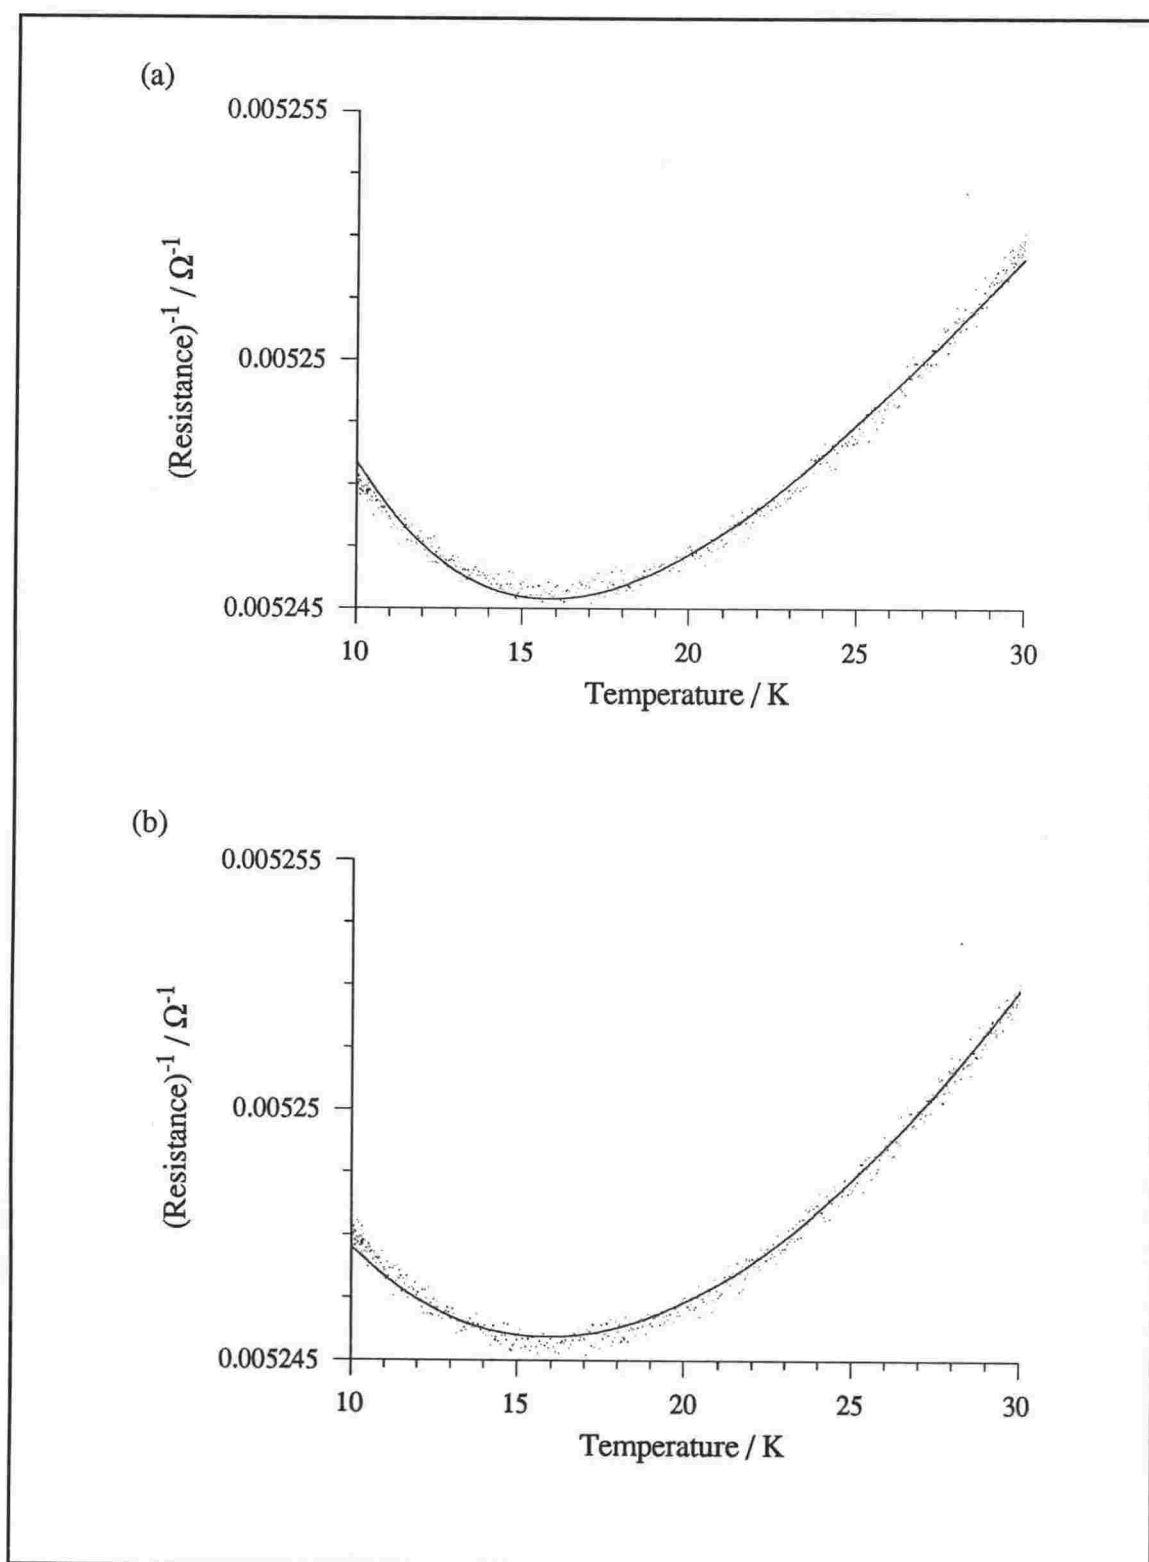 (a)
0.005255
0.00525
0.005245
(Resistance)⁻¹ / Ω⁻¹
10 15 20 25 30
Temperature / K
(b)
0.005255
0.00525
0.005245
(Resistance)⁻¹ / Ω⁻¹
10 15 20 25 30
Temperature / K